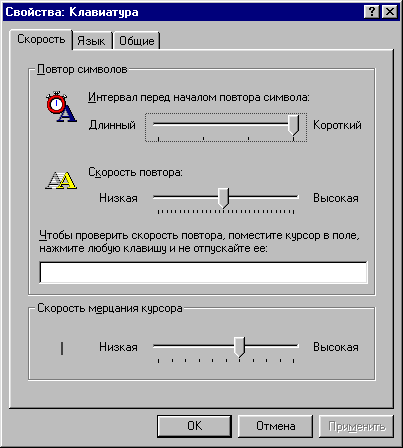 Свойства: Клавиатура
Скорость Язык Общие
Повтор символов
Интервал перед началом повтора символа:
Длинный Короткий
Скорость повтора:
Низкая Высокая
Чтобы проверить скорость повтора, поместите курсор в поле,
нажмите любую клавишу и не отпускайте ее:
Скорость мерцания курсора
Низкая Высокая
OK Отмена Применить